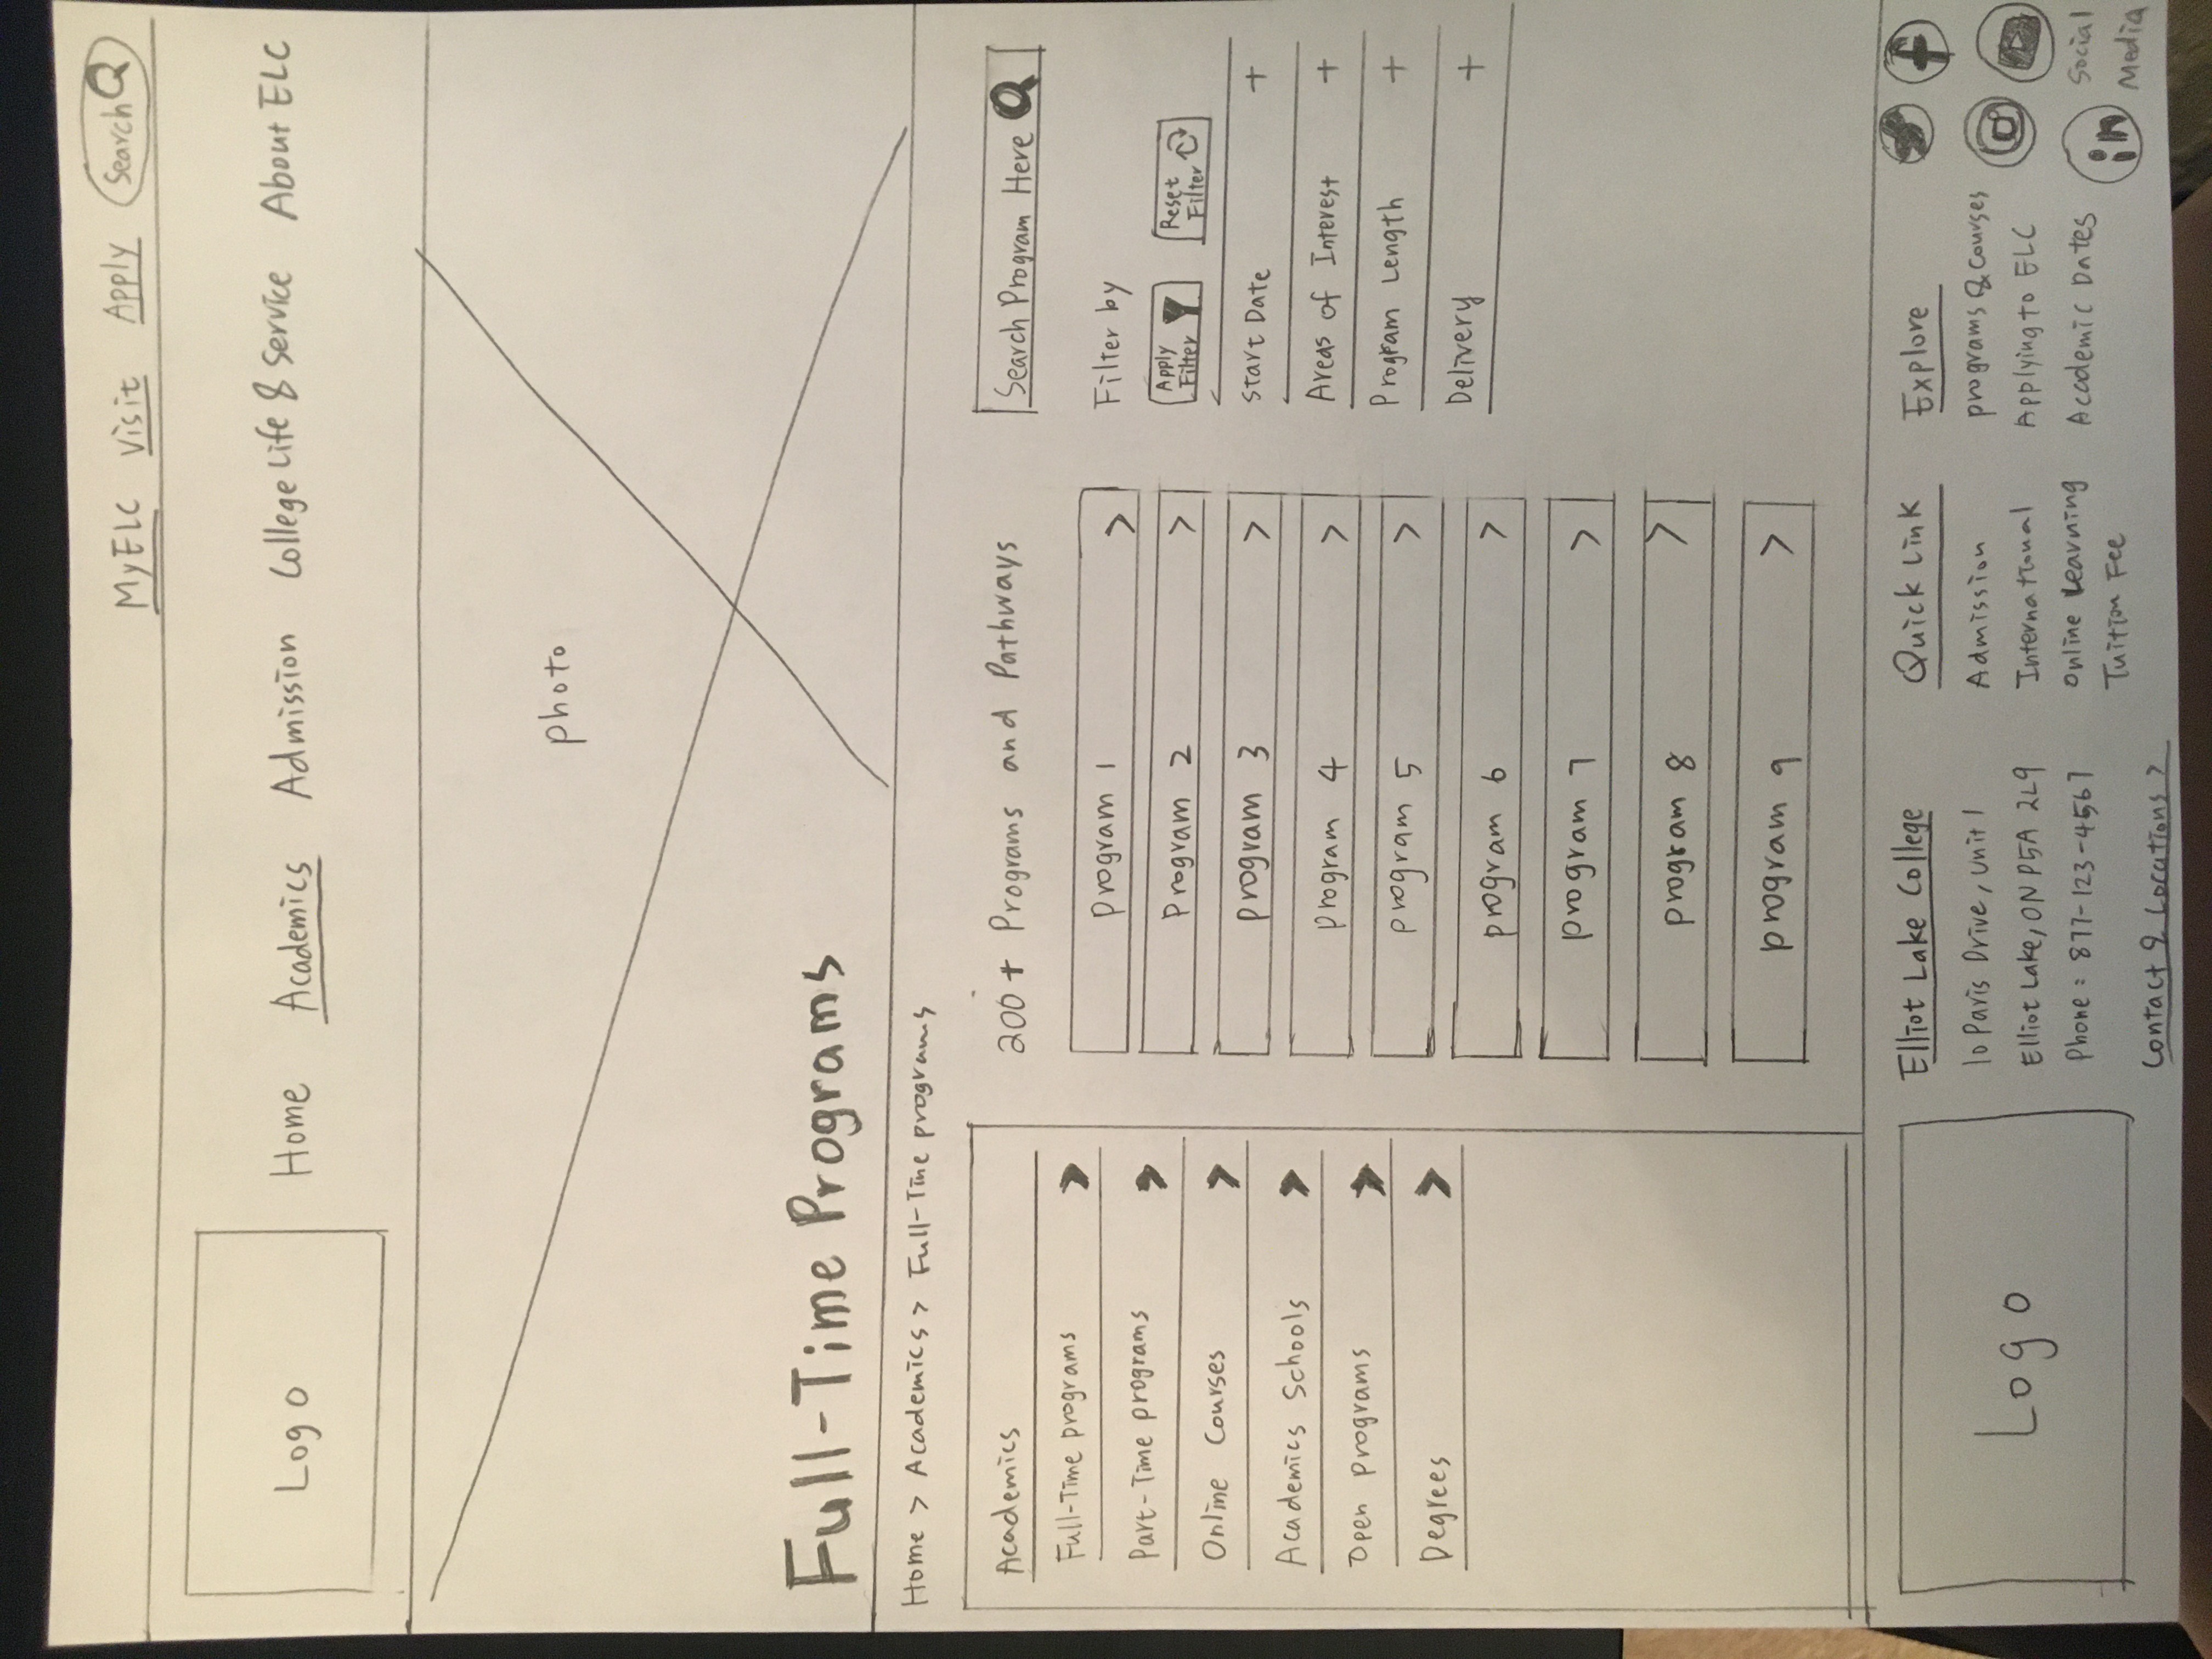 MyELC Visit Apply Search
Logo
Home Academics Admission College Life & Service About ELC
photo
Full-Time Programs
Home > Academics > Full-Time programs
Academics
Full-Time programs >
Part-Time programs >
Online Courses >
Academics Schools >
Open programs >
Degrees >
200+ Programs and Pathways
program 1 >
Program 2 >
program 3 >
program 4 >
program 5 >
program 6 >
program 7 >
program 8 >
program 9 >
Search Program Here
Filter by
Apply Filter
Reset Filter
Start Date +
Areas of Interest +
Program Length +
Delivery +
Logo
Elliot Lake College
10 Paris Drive, Unit 1
Elliot Lake, ON P5A 2L9
Phone: 877-123-4567
Contact & Locations >
Quick Link
Admission
International
Online Learning
Tuition Fee
Explore
programs & Courses
Applying to ELC
Academic Dates
f
in
Social
Media